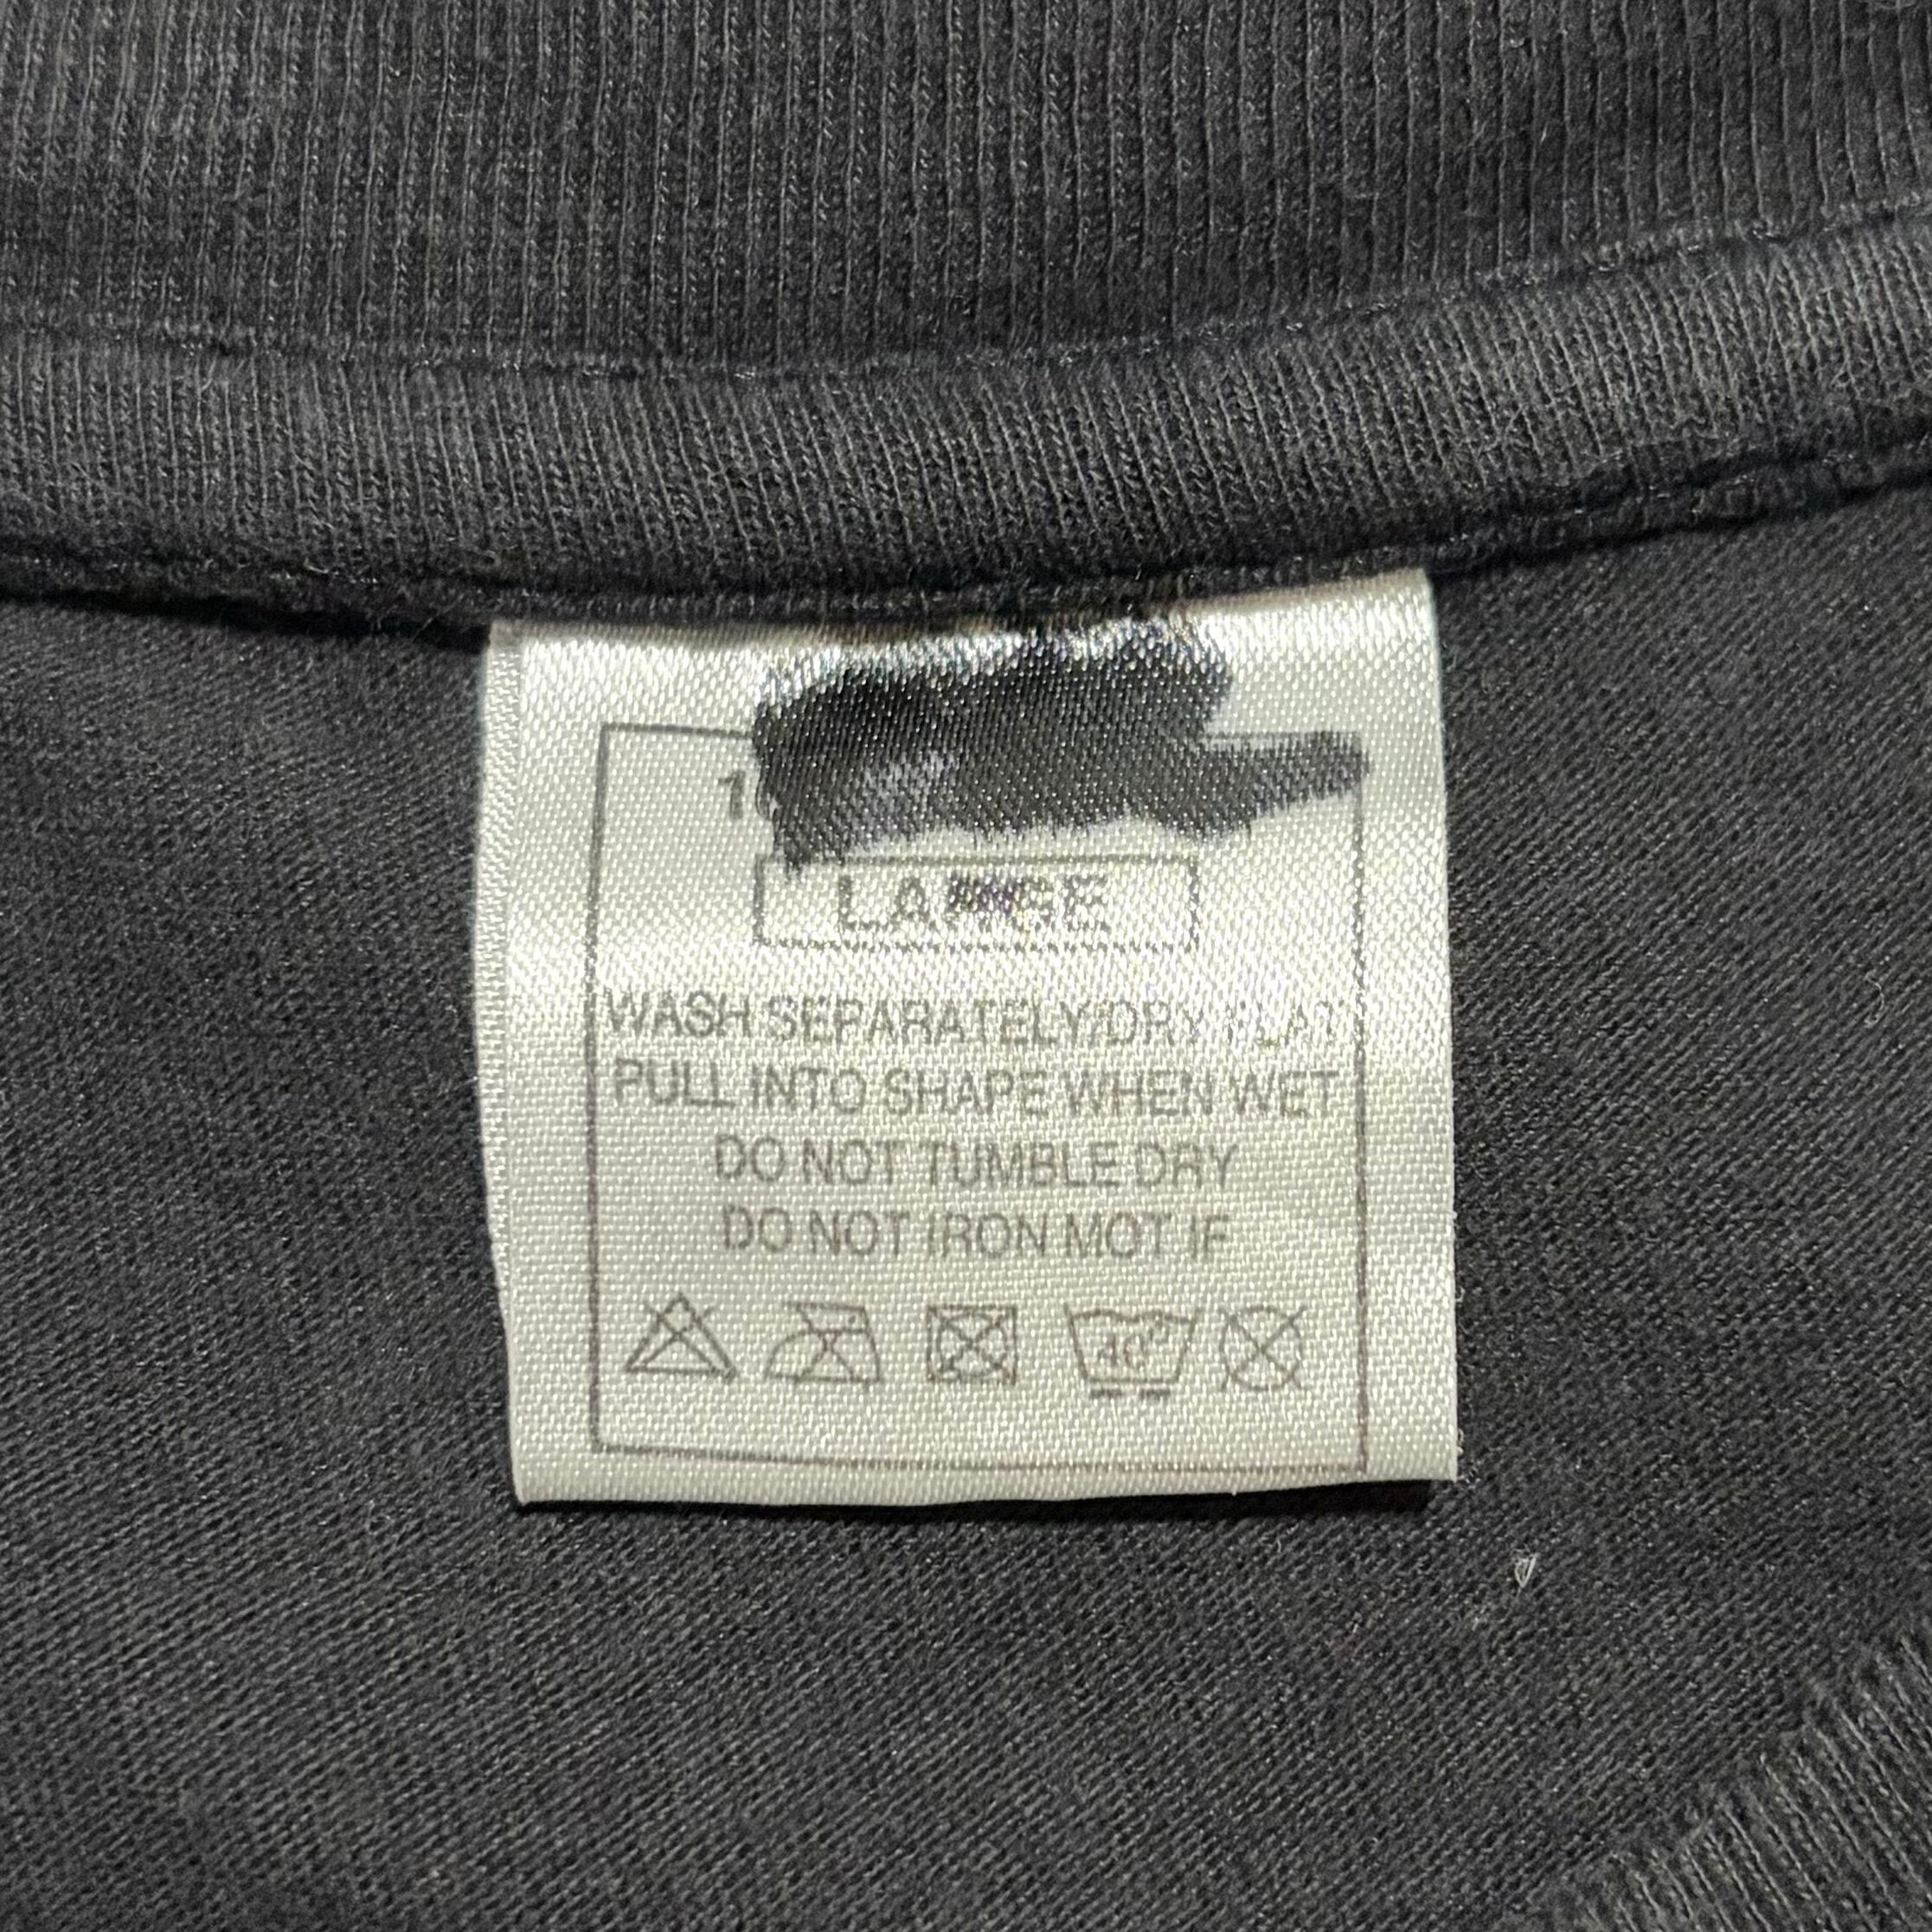 LARGE
WASH SEPARATELY/DRY FLAT
PULL INTO SHAPE WHEN WET
DO NOT TUMBLE DRY
DO NOT IRON MOT IF
40°